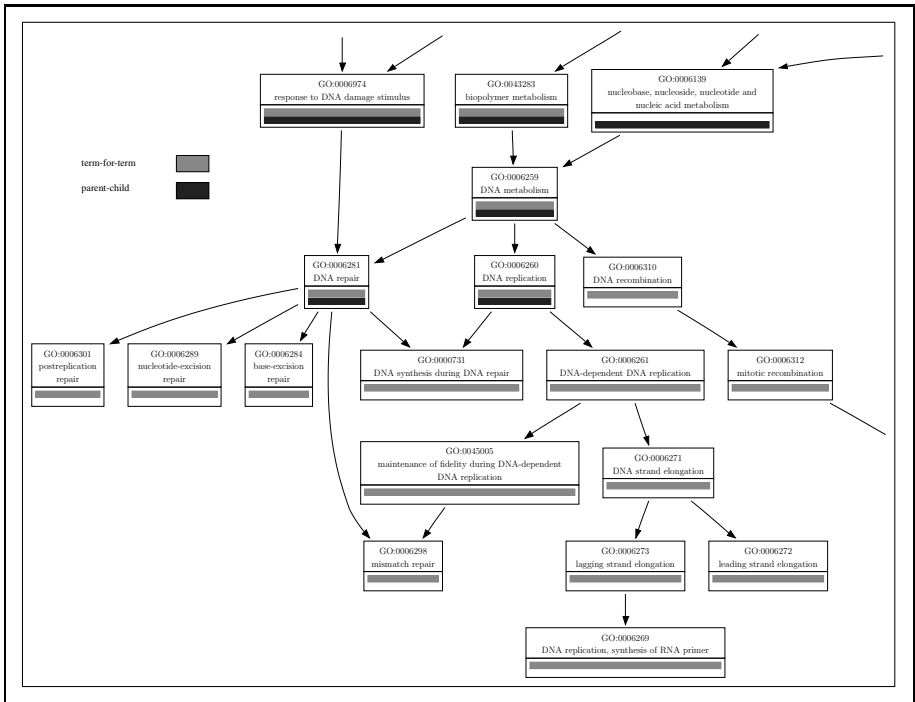 GO:0006974
response to DNA damage stimulus
GO:0043283
biopolymer metabolism
GO:0006139
nucleobase, nucleoside, nucleotide and
nucleic acid metabolism
term-for-term
parent-child
GO:0006259
DNA metabolism
GO:0006281
DNA repair
GO:0006260
DNA replication
GO:0006310
DNA recombination
GO:0006301
postreplication
repair
GO:0006289
nucleotide-excision
repair
GO:0006284
base-excision
repair
GO:0000731
DNA synthesis during DNA repair
GO:0006261
DNA-dependent DNA replication
GO:0006312
mitotic recombination
GO:0045005
maintenance of fidelity during DNA-dependent
DNA replication
GO:0006271
DNA strand elongation
GO:0006298
mismatch repair
GO:0006273
lagging strand elongation
GO:0006272
leading strand elongation
GO:0006269
DNA replication, synthesis of RNA primer